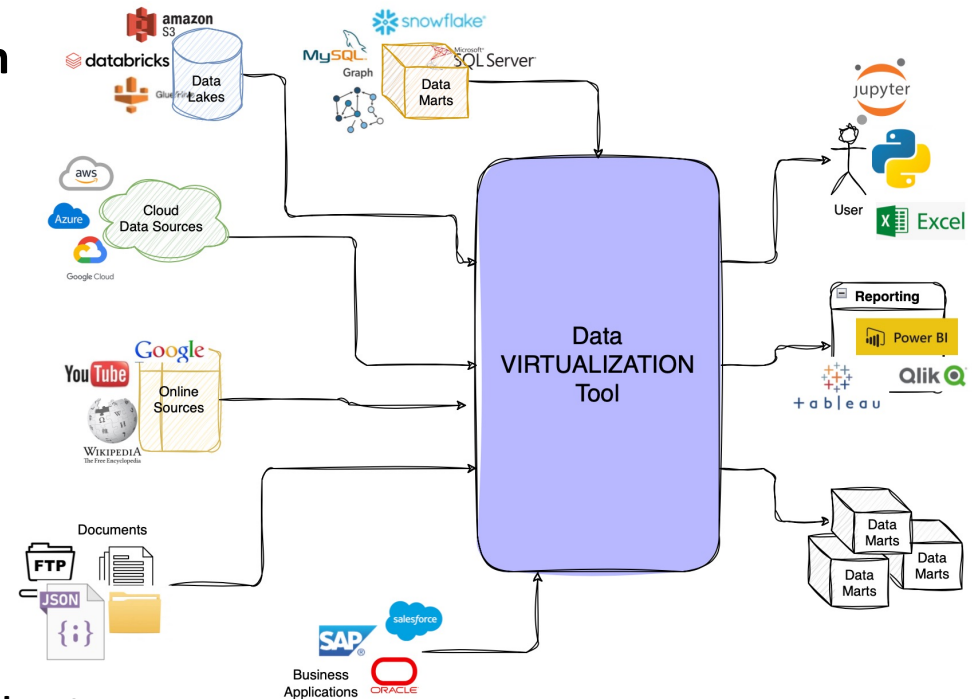 n
amazon
S3
databricks
Data
Lakes
snowflake
MySQL
Microsoft
SQL Server
Graph
Data
Marts
aws
Azure
Google Cloud
Cloud
Data Sources
Google
YouTube
WIKIPEDIA
The Free Encyclopedia
Online
Sources
Documents
FTP
JSON
{;}
SAP
salesforce
ORACLE
Business
Applications
Data
VIRTUALIZATION
Tool
jupyter
User
X
Excel
Reporting
Power BI
+ a b l e a u
Qlik
Data
Marts
Data
Marts
Data
Marts